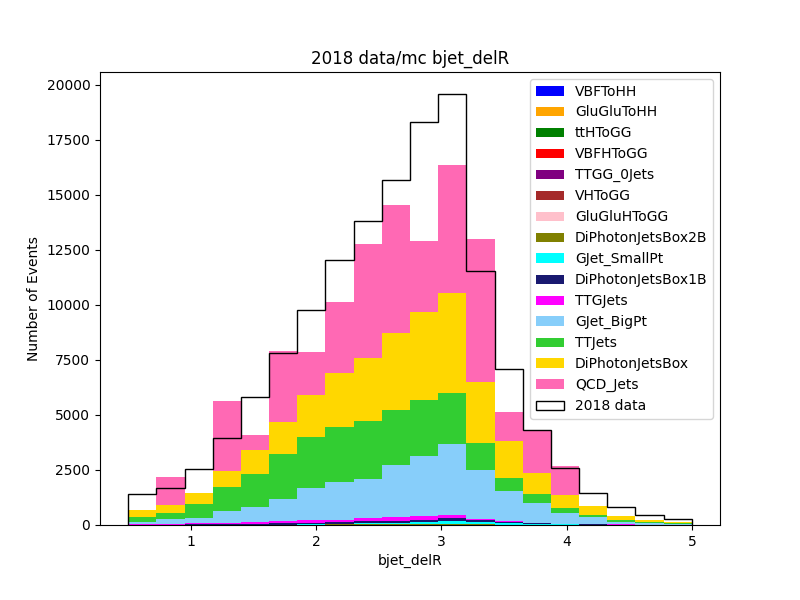 2018 data/mc bjet_delR
20000
17500
15000
12500
10000
7500
5000
2500
0
Number of Events
1
2
3
4
5
bjet_delR
VBFToHH
GluGluToHH
ttHToGG
VBFHToGG
TTGG_0Jets
VHToGG
GluGluHToGG
DiPhotonJetsBox2B
GJet_SmallPt
DiPhotonJetsBox1B
TTGJets
GJet_BigPt
TTJets
DiPhotonJetsBox
QCD_Jets
2018 data